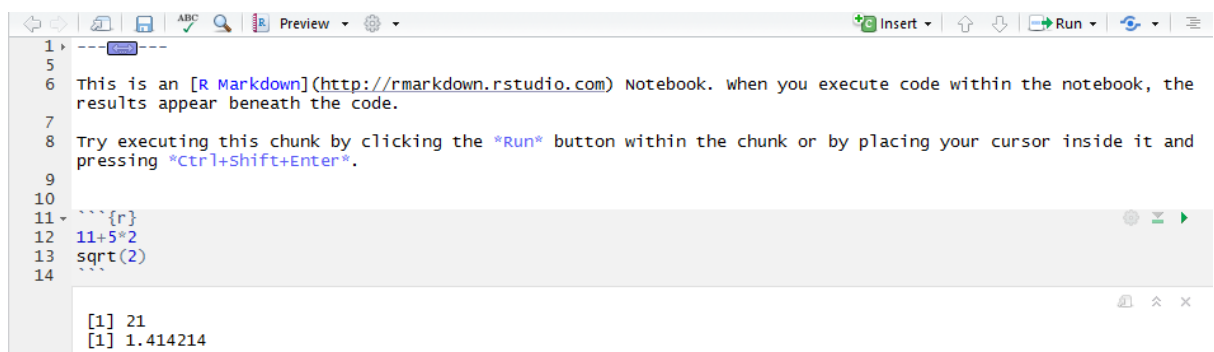 ABC Preview Insert Run
1 ------
5
6 This is an [R Markdown](http://rmarkdown.rstudio.com) Notebook. When you execute code within the notebook, the
results appear beneath the code.
7
8 Try executing this chunk by clicking the *Run* button within the chunk or by placing your cursor inside it and
pressing *Ctrl+Shift+Enter*.
9
10
11 ```{r}
12 11+5*2
13 sqrt(2)
14 ```
[1] 21
[1] 1.414214